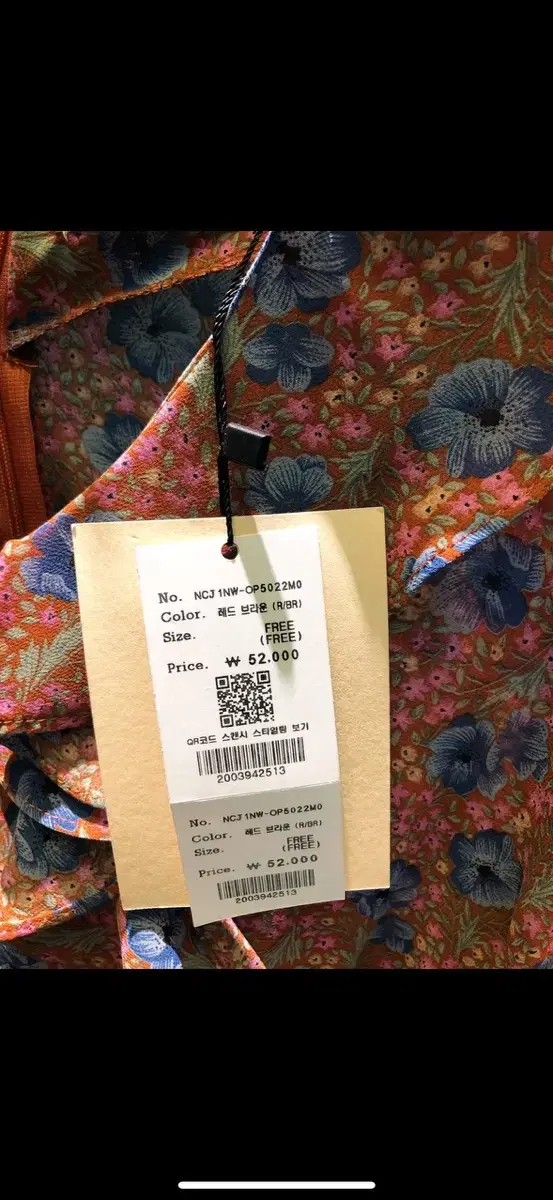 No. NCJ1NW-OP5022M0
Color. 레드 브라운 (R/BR)
Size. FREE
(FREE)
Price. ₩ 52.000
QR코드 스캔시 스타일링 보기
2003942513
No. NCJ1NW-OP5022M0
Color. 레드 브라운 (R/BR)
Size. FREE
(FREE)
Price. ₩ 52.000
2003942513